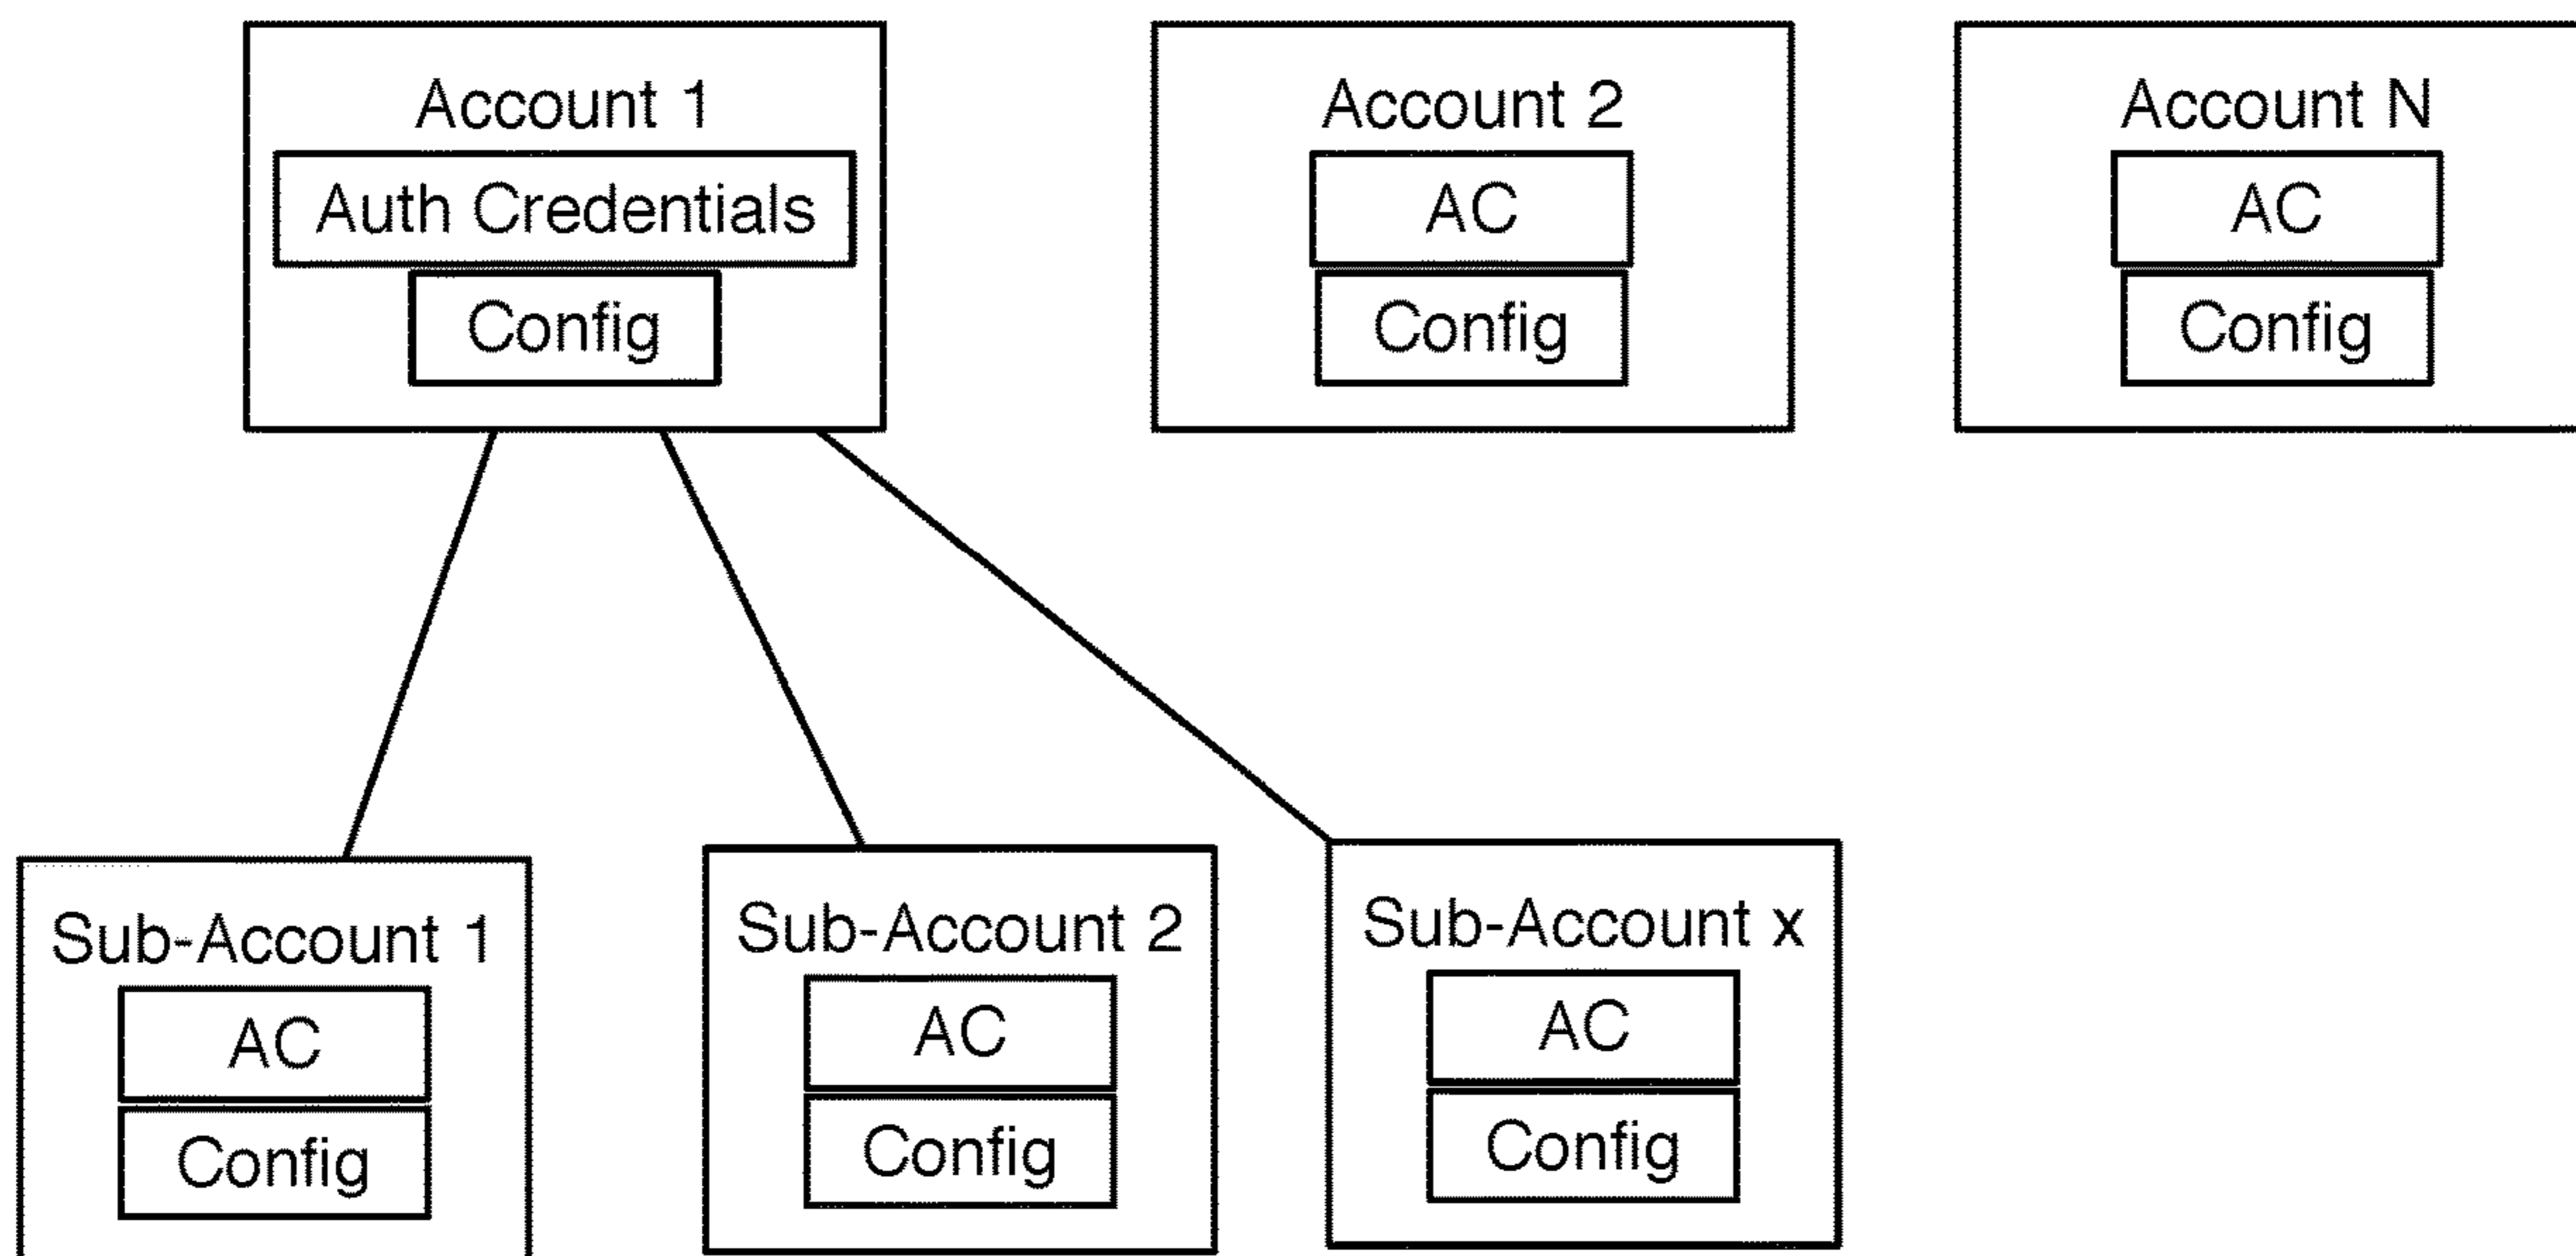 Account 1
Auth Credentials
Config
Account 2
AC
Config
Account N
AC
Config
Sub-Account 1
AC
Config
Sub-Account 2
AC
Config
Sub-Account x
AC
Config